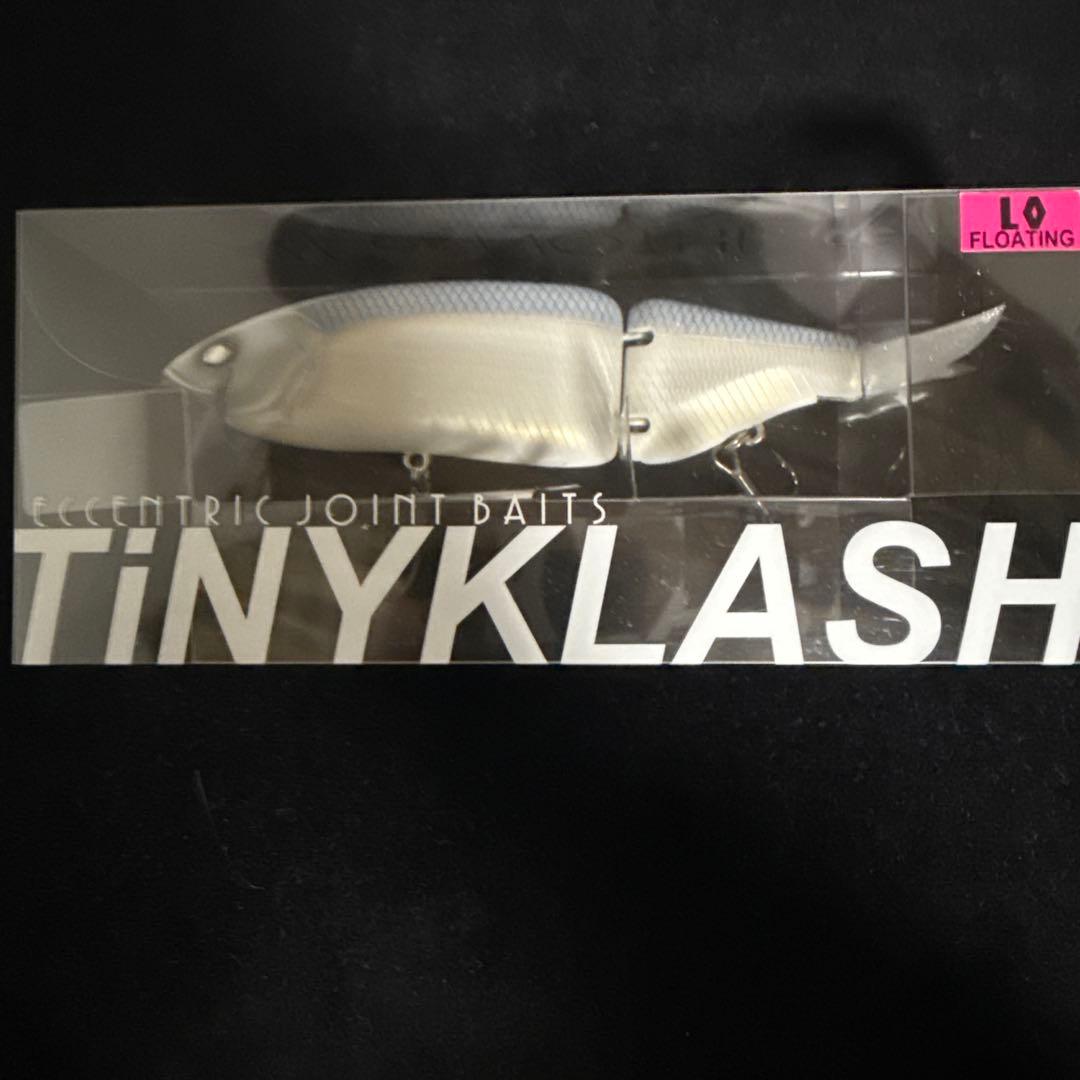 LO
FLOATING
ECCENTRIC JOINT BAITS
TiNYKLASH